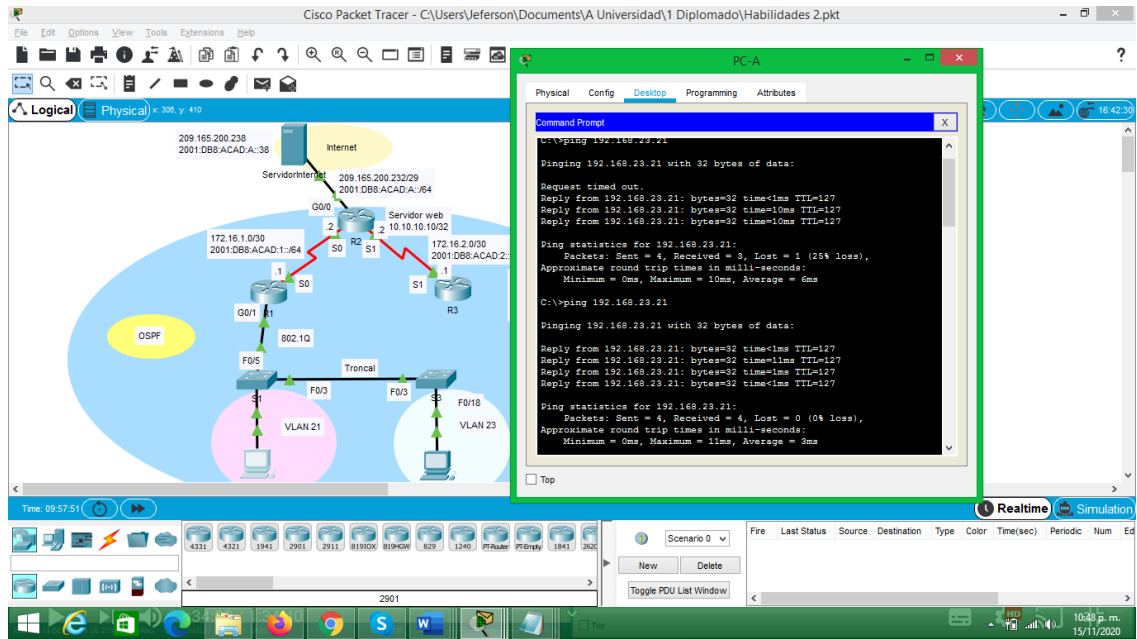 Cisco Packet Tracer - C:\Users\Jeferson\Documents\A Universidad\1 Diplomado\Habilidades 2.pkt
File Edit Options View Tools Extensions Help
?
Logical Physical x: 306, y: 410
16:42:30
PC-A
Physical Config Desktop Programming Attributes
Command Prompt X
C:\>ping 192.168.23.21
Pinging 192.168.23.21 with 32 bytes of data:
Request timed out.
Reply from 192.168.23.21: bytes=32 time<1ms TTL=127
Reply from 192.168.23.21: bytes=32 time=10ms TTL=127
Reply from 192.168.23.21: bytes=32 time=10ms TTL=127
Ping statistics for 192.168.23.21:
Packets: Sent = 4, Received = 3, Lost = 1 (25% loss),
Approximate round trip times in milli-seconds:
Minimum = 0ms, Maximum = 10ms, Average = 6ms
C:\>ping 192.168.23.21
Pinging 192.168.23.21 with 32 bytes of data:
Reply from 192.168.23.21: bytes=32 time<1ms TTL=127
Reply from 192.168.23.21: bytes=32 time=11ms TTL=127
Reply from 192.168.23.21: bytes=32 time=1ms TTL=127
Reply from 192.168.23.21: bytes=32 time<1ms TTL=127
Ping statistics for 192.168.23.21:
Packets: Sent = 4, Received = 4, Lost = 0 (0% loss),
Approximate round trip times in milli-seconds:
Minimum = 0ms, Maximum = 11ms, Average = 3ms
Top
209.165.200.238
2001:DB8:ACAD:A::38
Internet
ServidorInternet
209.165.200.232/29
2001:DB8:ACAD:A::/64
G0/0
Servidor web
10.10.10.10/32
.2
R2
.2
172.16.1.0/30
2001:DB8:ACAD:1::/64
S0
S1
172.16.2.0/30
2001:DB8:ACAD:2::
.1
S0
.1
S1
G0/1
R1
R3
OSPF
802.1Q
F0/5
Troncal
F0/3
F0/3
S1
S3
F0/18
VLAN 21
VLAN 23
Time: 09:57:51
Realtime
Simulation
4331 4321 1941 2901 2911 819IOX 819HGW 829 1240 PT-Router PT-Empty 1841 2620
2901
Scenario 0
New Delete
Toggle PDU List Window
Fire Last Status Source Destination Type Color Time(sec) Periodic Num Ed
10:48 p. m.
15/11/2020